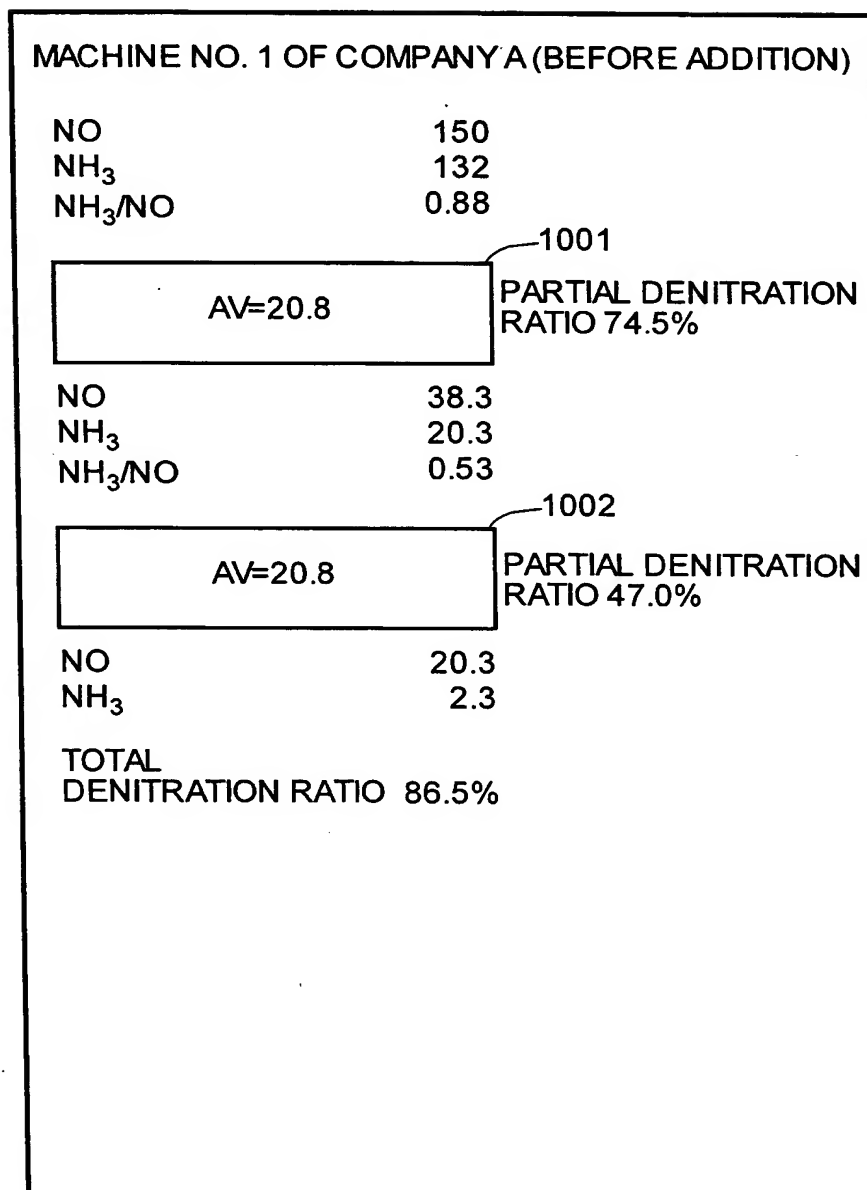 MACHINE NO. 1 OF COMPANY A (BEFORE ADDITION)
NO 150
NH₃ 132
NH₃/NO 0.88
1001
AV=20.8
PARTIAL DENITRATION
RATIO 74.5%
NO 38.3
NH₃ 20.3
NH₃/NO 0.53
1002
AV=20.8
PARTIAL DENITRATION
RATIO 47.0%
NO 20.3
NH₃ 2.3
TOTAL
DENITRATION RATIO 86.5%